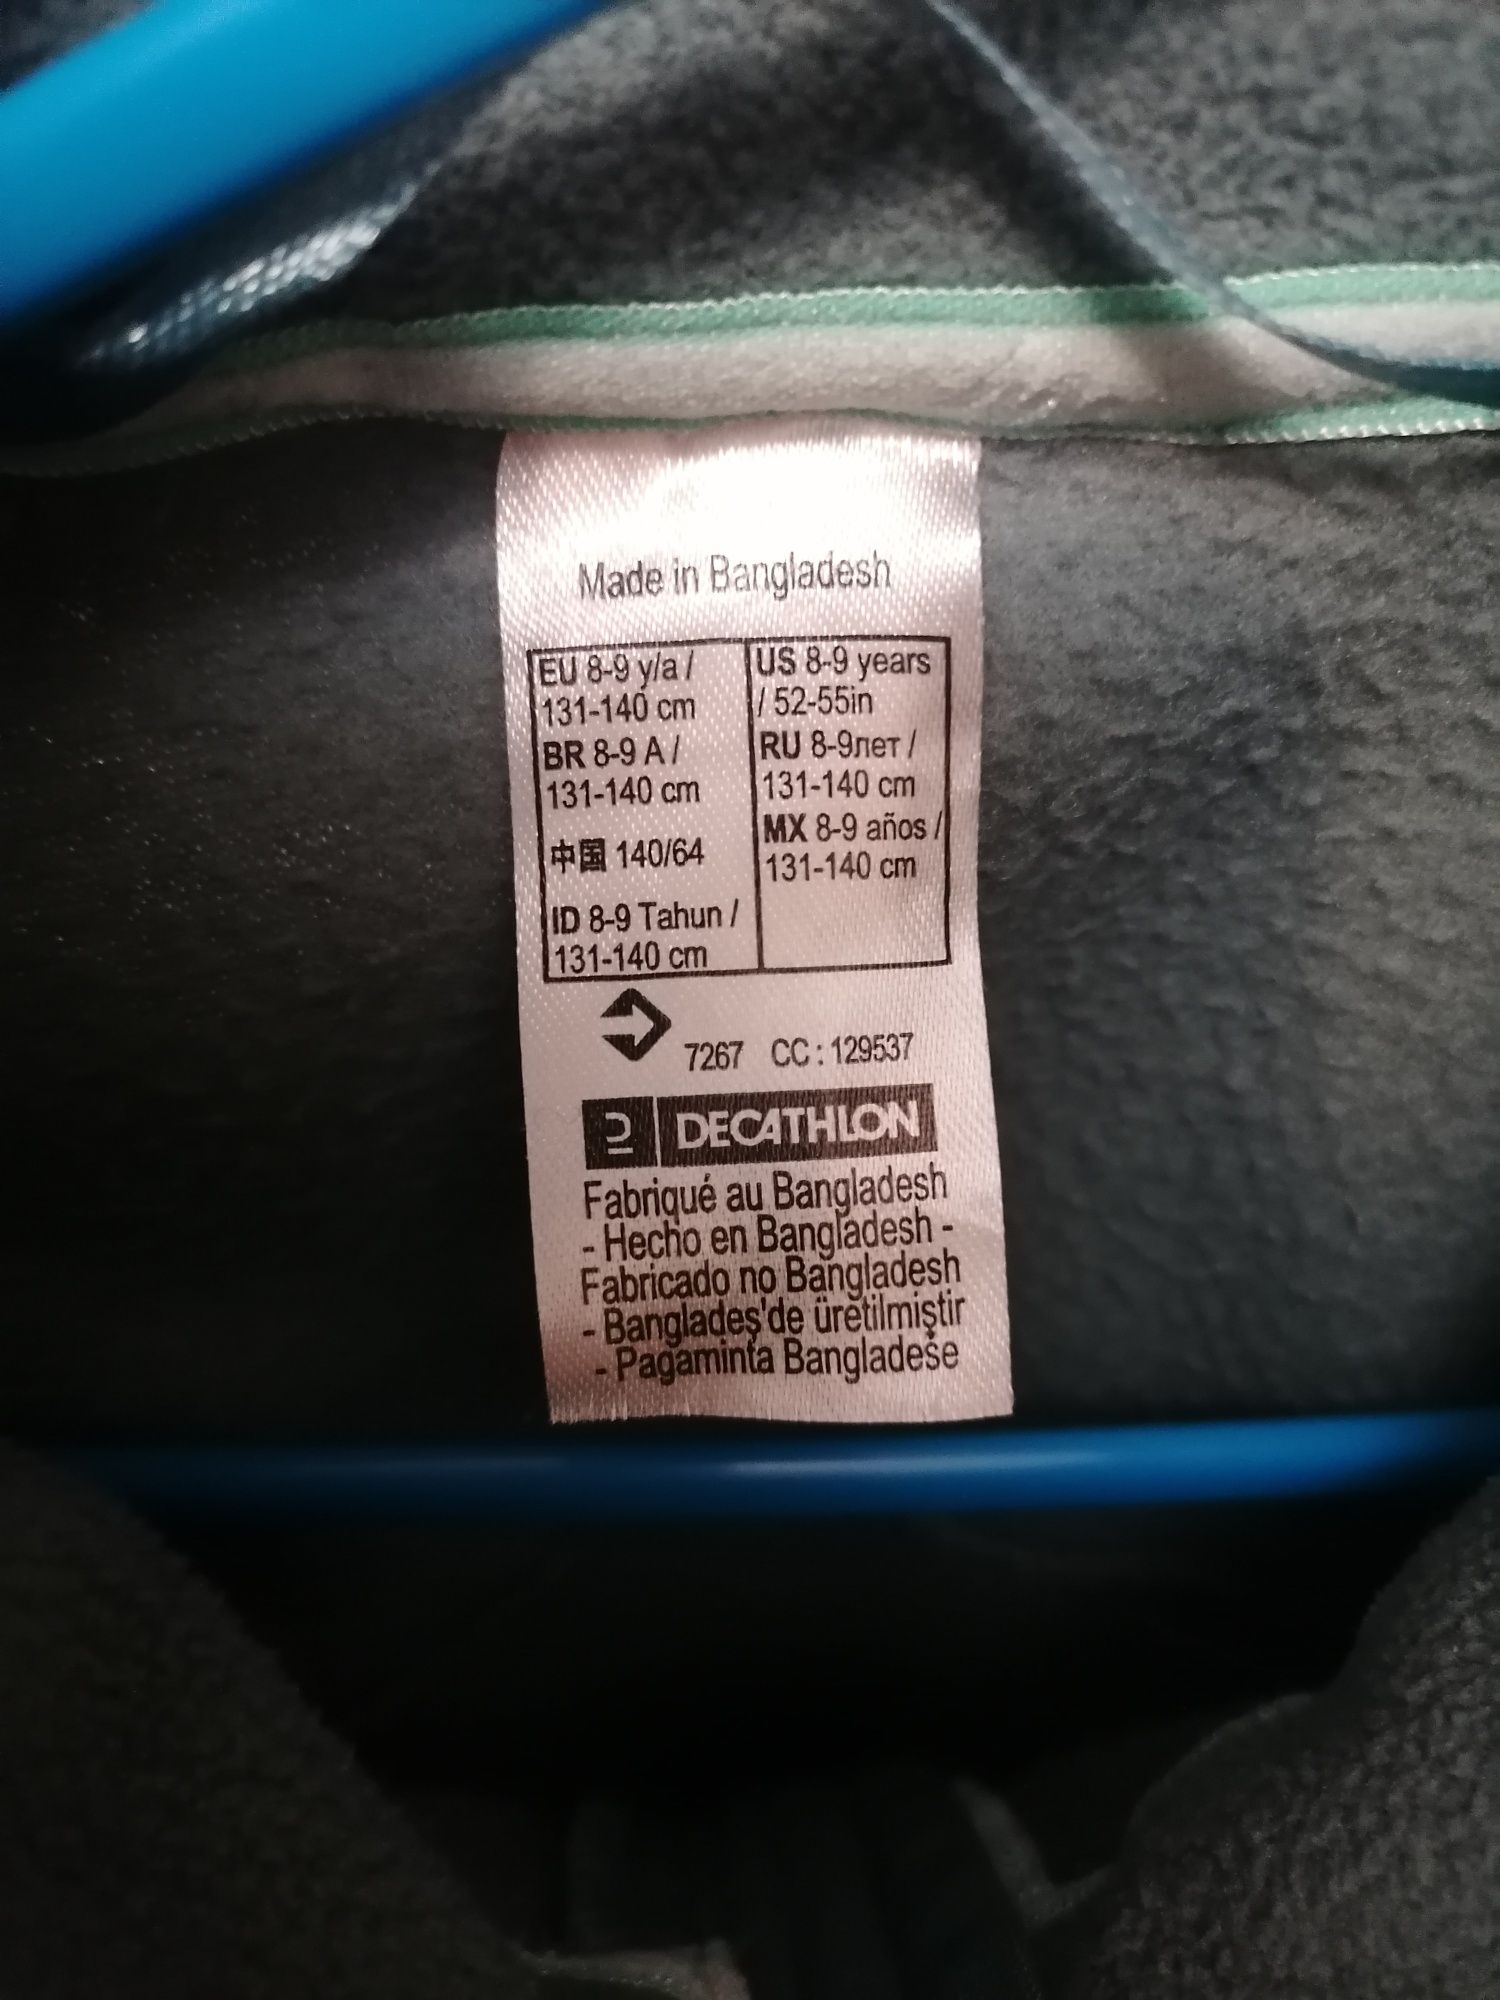 Made in Bangladesh
EU 8-9 y/a /
131-140 cm
BR 8-9 A /
131-140 cm
中国 140/64
ID 8-9 Tahun /
131-140 cm
US 8-9 years
/ 52-55in
RU 8-9лет /
131-140 cm
MX 8-9 años /
131-140 cm
7267 CC : 129537
DECATHLON
Fabriqué au Bangladesh
- Hecho en Bangladesh -
Fabricado no Bangladesh
- Bangladeş'de üretilmiştir
- Pagaminta Bangladeše